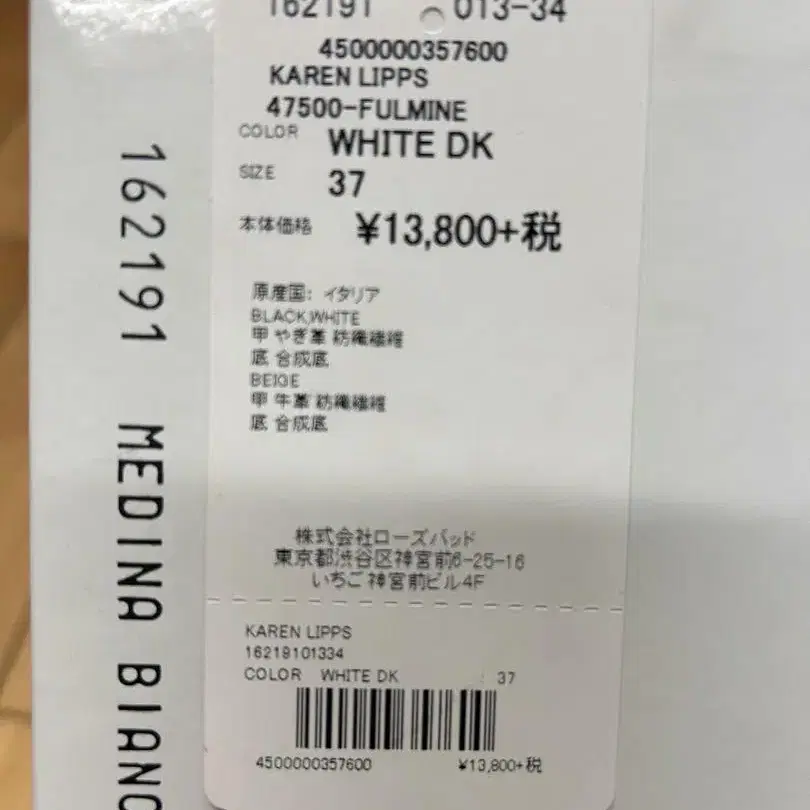 162191 013-34
4500000357600
KAREN LIPPS
47500-FULMINE
COLOR WHITE DK
SIZE 37
本体価格 ¥13,800+税
原産国: イタリア
BLACK,WHITE
甲 やぎ革 紡織繊維
底 合成底
BEIGE
甲 牛革 紡織繊維
底 合成底
株式会社ローズバッド
東京都渋谷区神宮前6-25-16
いちご神宮前ビル4F
KAREN LIPPS
16219101334
COLOR WHITE DK : 37
4500000357600 ¥13,800+税
162191 MEDINA BIANC